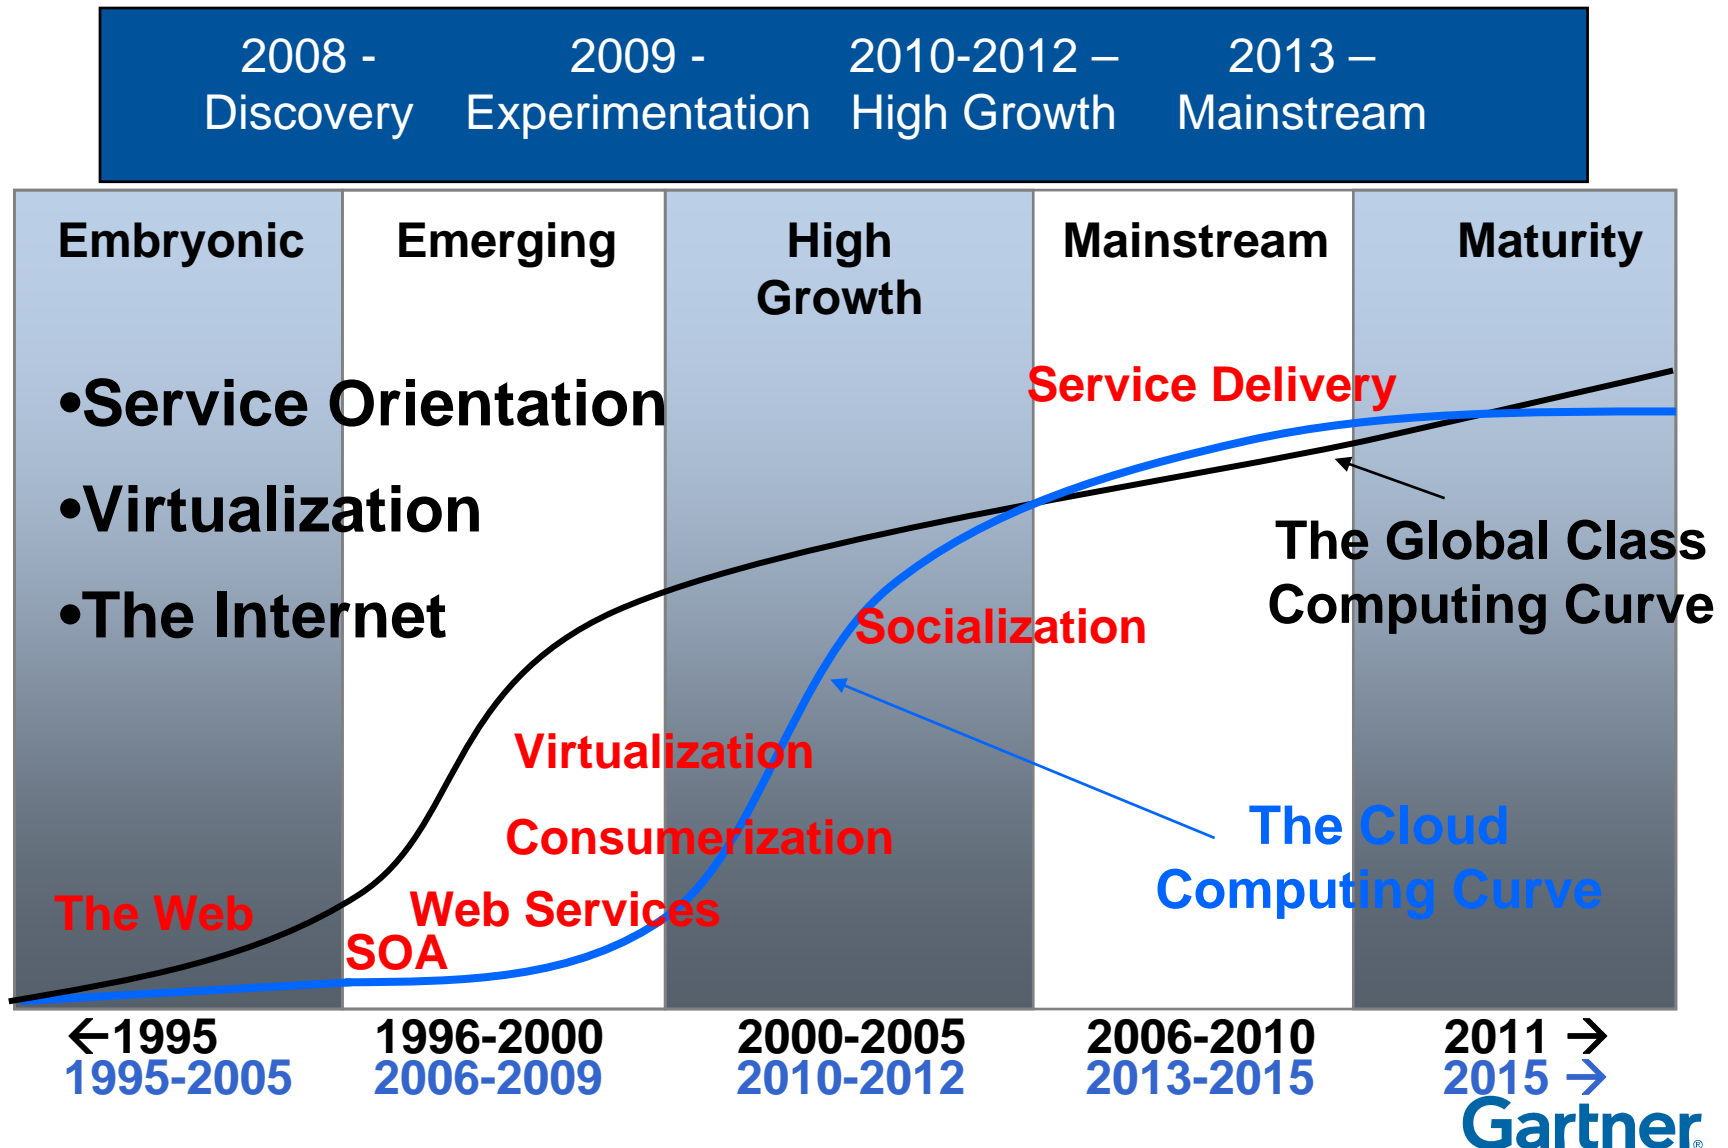 2008 - Discovery
2009 - Experimentation
2010-2012 – High Growth
2013 – Mainstream
Embryonic
Emerging
High Growth
Mainstream
Maturity
•Service Orientation
•Virtualization
•The Internet
Service Delivery
The Global Class
Computing Curve
Socialization
Virtualization
Consumerization
The Cloud
Computing Curve
The Web
Web Services
SOA
←1995
1996-2000
2000-2005
2006-2010
2011 →
1995-2005
2006-2009
2010-2012
2013-2015
2015 →
Gartner®